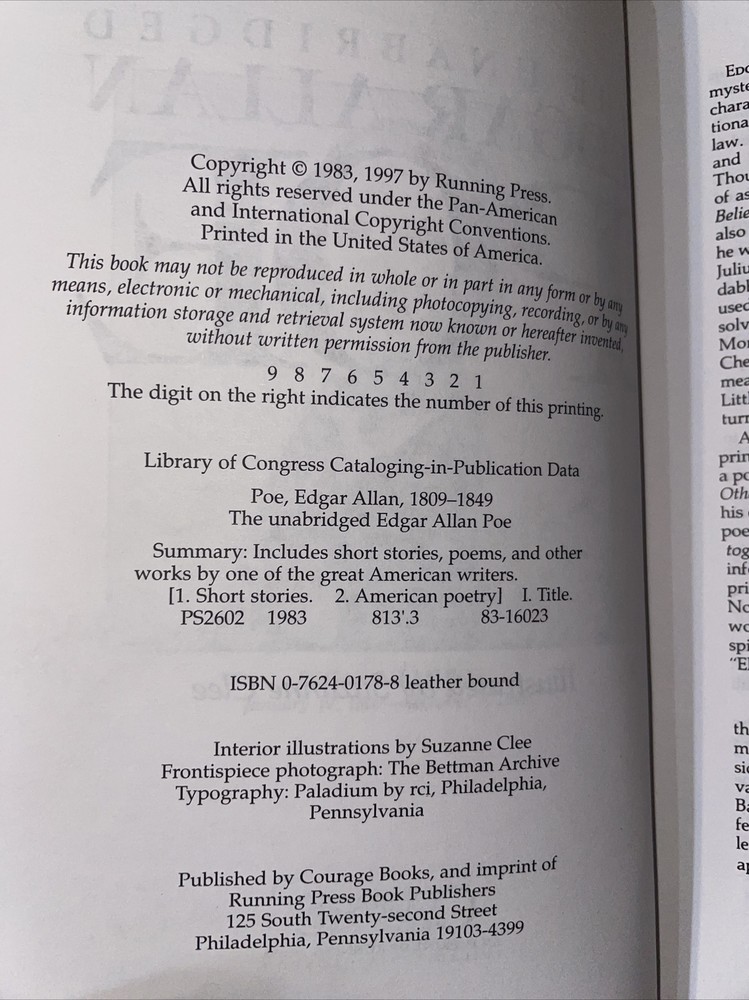 Copyright © 1983, 1997 by Running Press.
All rights reserved under the Pan-American
and International Copyright Conventions.
Printed in the United States of America.
This book may not be reproduced in whole or in part in any form or by any
means, electronic or mechanical, including photocopying, recording, or by any
information storage and retrieval system now known or hereafter invented,
without written permission from the publisher.
9 8 7 6 5 4 3 2 1
The digit on the right indicates the number of this printing.
Library of Congress Cataloging-in-Publication Data
Poe, Edgar Allan, 1809–1849
The unabridged Edgar Allan Poe
Summary: Includes short stories, poems, and other
works by one of the great American writers.
[1. Short stories. 2. American poetry] I. Title.
PS2602 1983 813'.3 83-16023
ISBN 0-7624-0178-8 leather bound
Interior illustrations by Suzanne Clee
Frontispiece photograph: The Bettman Archive
Typography: Paladium by rci, Philadelphia,
Pennsylvania
Published by Courage Books, and imprint of
Running Press Book Publishers
125 South Twenty-second Street
Philadelphia, Pennsylvania 19103-4399
law.
and
of as
also
he w
used
his
poe